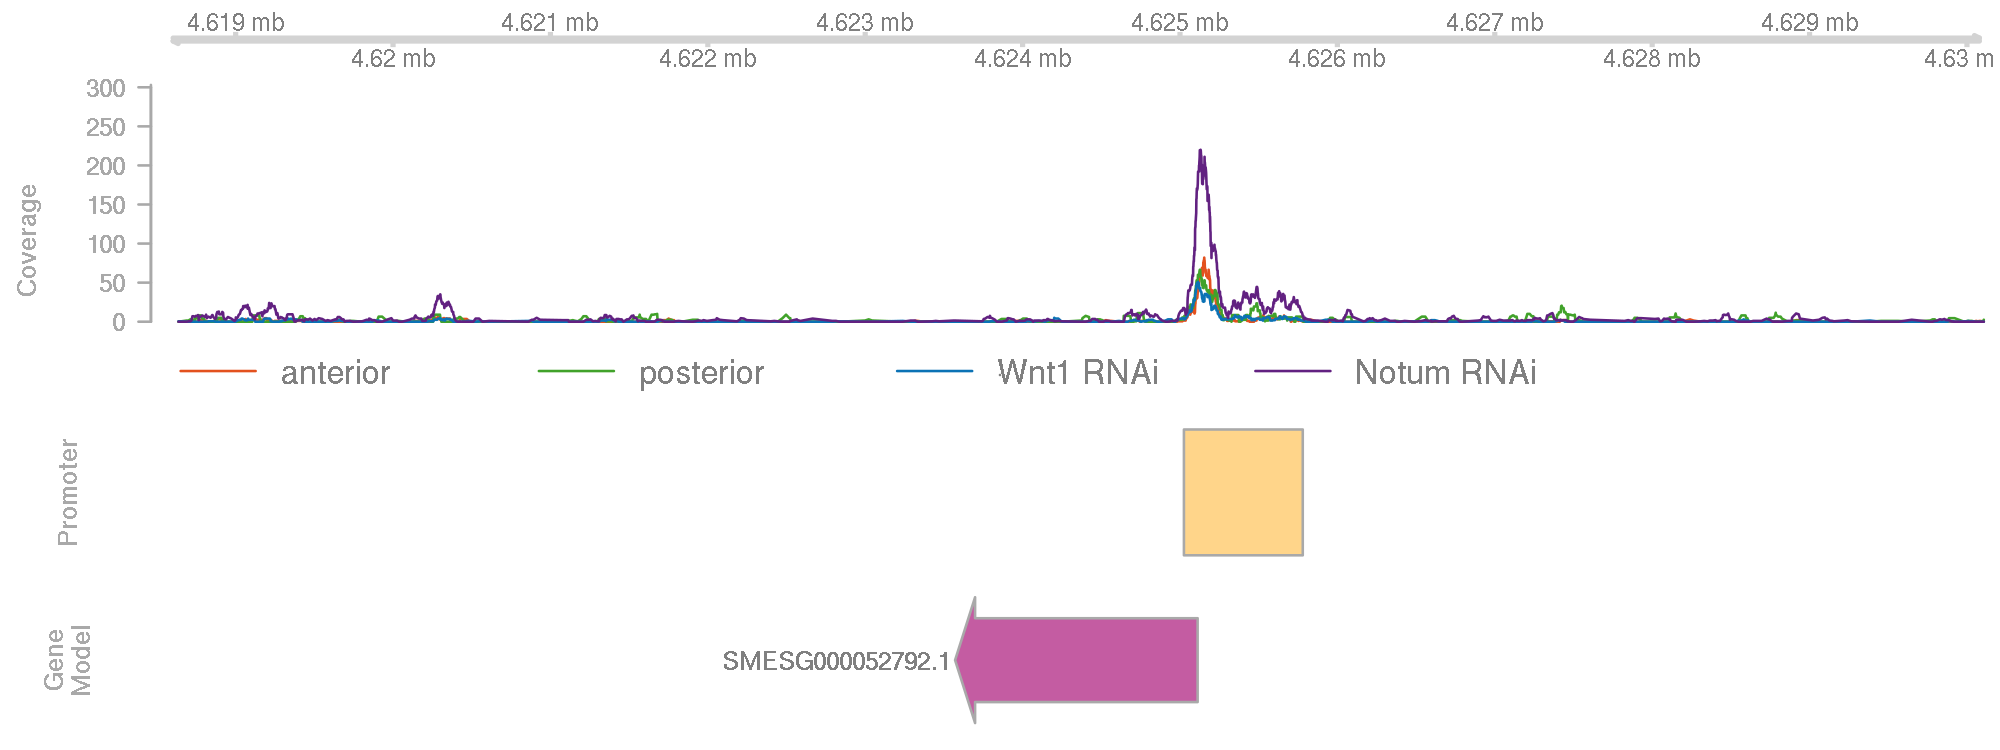 4.619 mb 4.621 mb 4.623 mb 4.625 mb 4.627 mb 4.629 mb
4.62 mb 4.622 mb 4.624 mb 4.626 mb 4.628 mb 4.63 m
300
250
200
150
100
50
0
Coverage
anterior posterior Wnt1 RNAi Notum RNAi
Promoter
Gene
Model
SMESG000052792.1